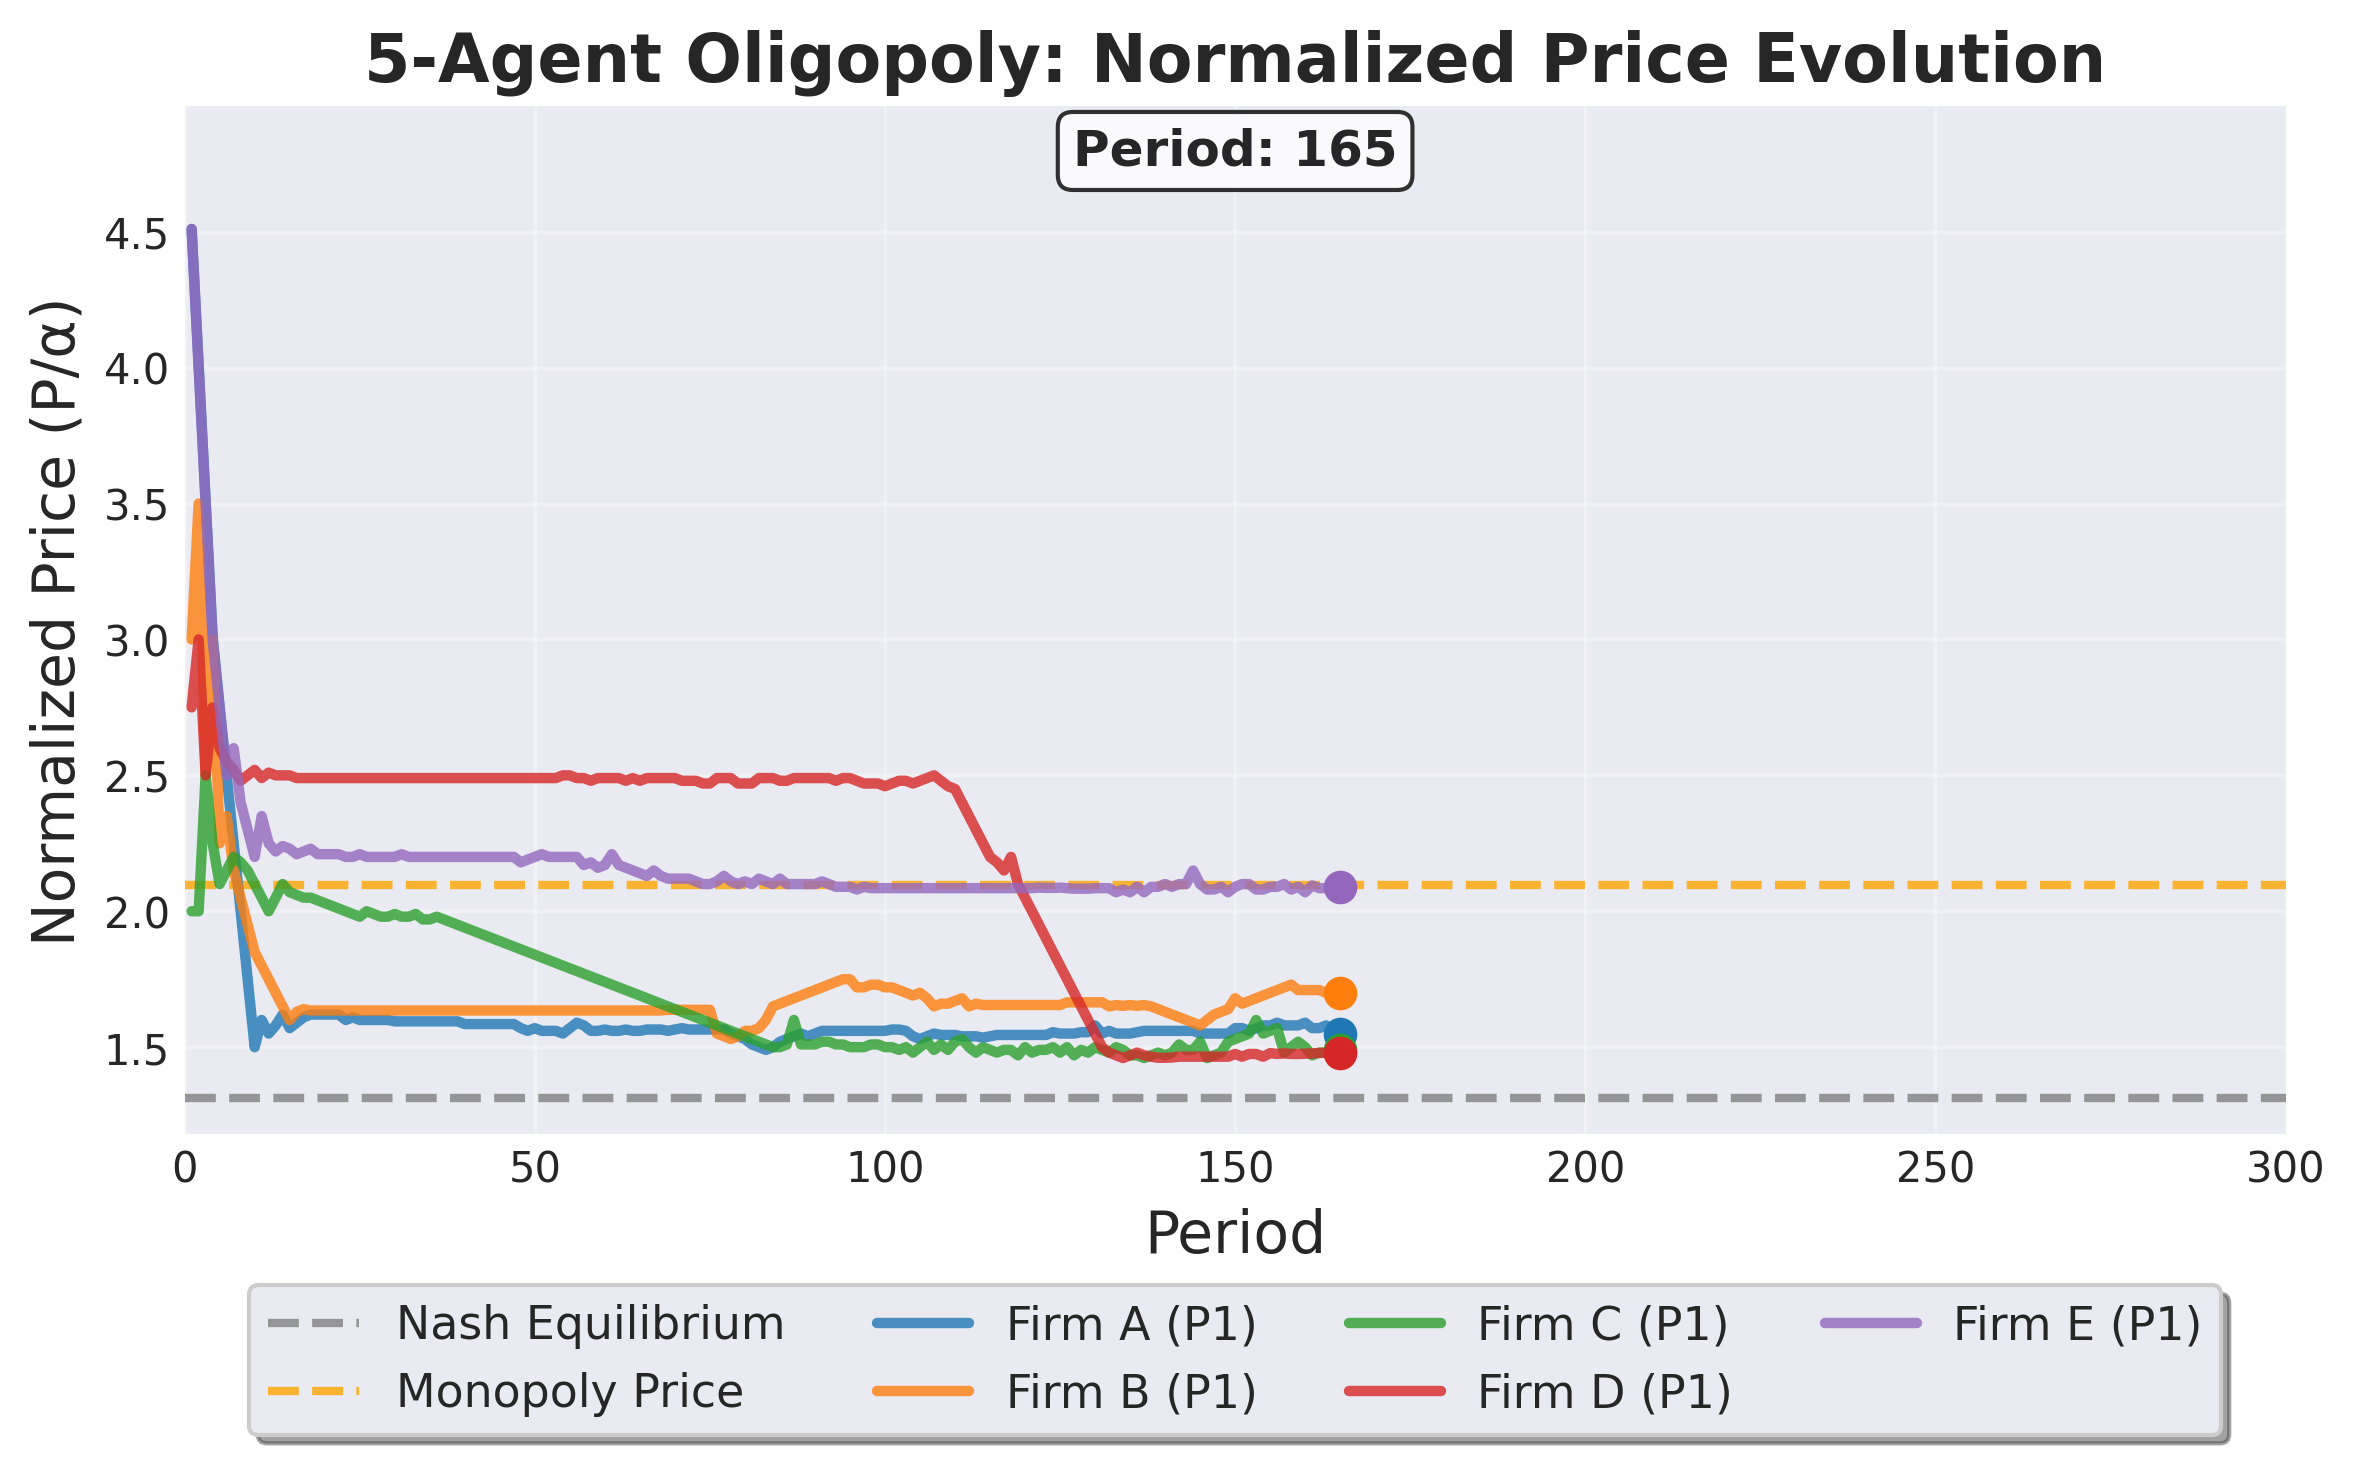 5-Agent Oligopoly: Normalized Price Evolution
Period: 165
Normalized Price (P/α)
4.5
4.0
3.5
3.0
2.5
2.0
1.5
0 50 100 150 200 250 300
Period
Nash Equilibrium Firm A (P1) Firm C (P1) Firm E (P1)
Monopoly Price Firm B (P1) Firm D (P1)